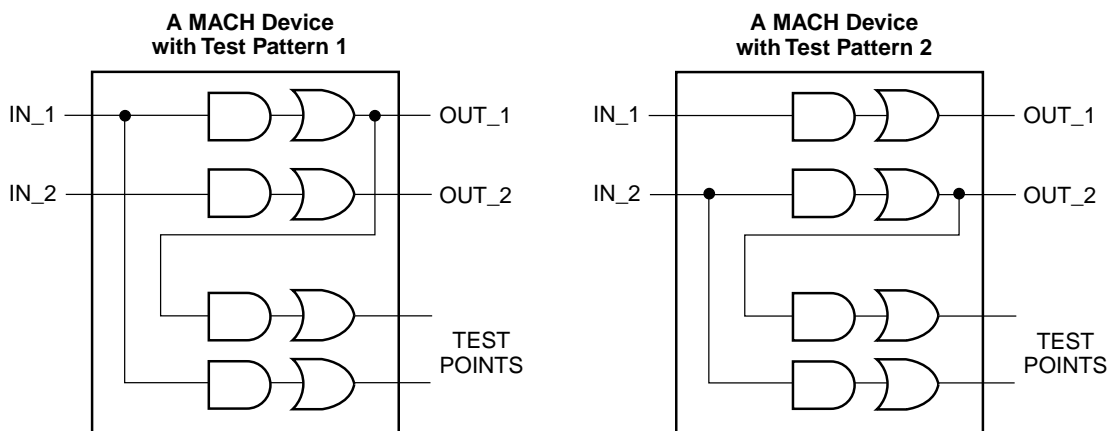 A MACH Device
with Test Pattern 1
IN_1
OUT_1
IN_2
OUT_2
TEST
POINTS
A MACH Device
with Test Pattern 2
IN_1
OUT_1
IN_2
OUT_2
TEST
POINTS